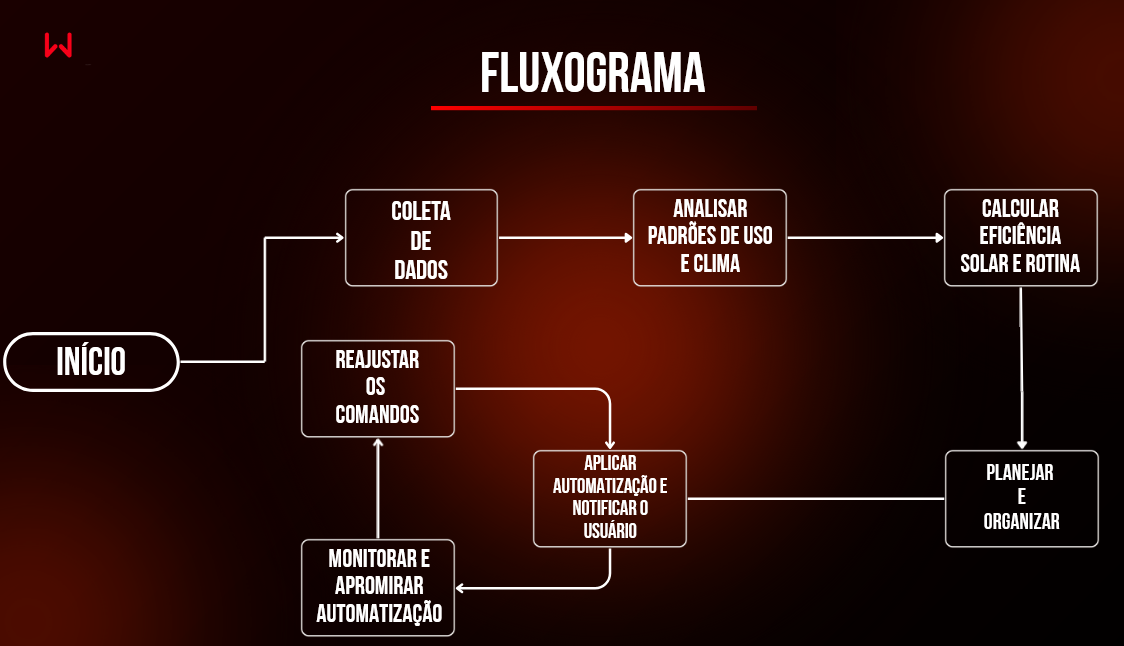 FLUXOGRAMA
COLETA
DE
DADOS
ANALISAR
PADRÕES DE USO
E CLIMA
CALCULAR
EFICIÊNCIA
SOLAR E ROTINA
INÍCIO
REAJUSTAR
OS
COMANDOS
APLICAR
AUTOMATIZAÇÃO E
NOTIFICAR O
USUÁRIO
PLANEJAR
E
ORGANIZAR
MONITORAR E
APROMIRAR
AUTOMATIZAÇÃO